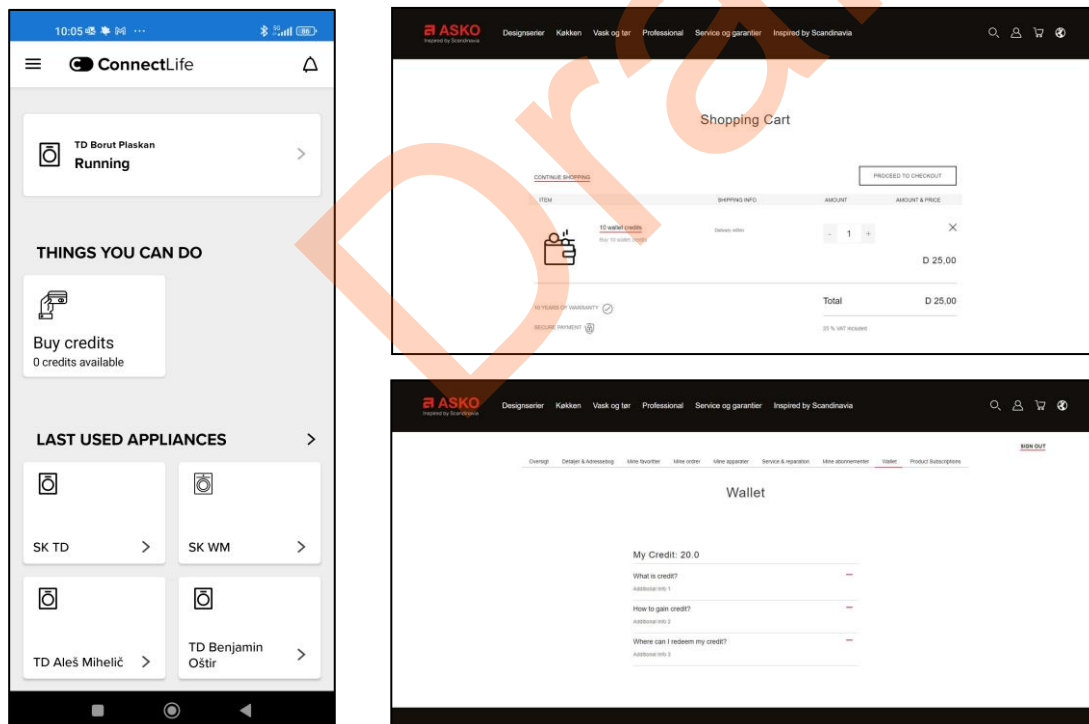 10:05
ConnectLife
TD Borut Plaskan
Running
THINGS YOU CAN DO
Buy credits
0 credits available
LAST USED APPLIANCES
SK TD
SK WM
TD Aleš Mihelič
TD Benjamin
Oštir
ASKO
Inspired by Scandinavia
Designserier Køkken Vask og tør Professional Service og garantier Inspired by Scandinavia
Shopping Cart
CONTINUE SHOPPING
PROCEED TO CHECKOUT
ITEM SHIPPING INFO AMOUNT AMOUNT & PRICE
10 wallet credits
Buy 10 wallet credits
- 1 +
D 25,00
Total D 25,00
10 YEARS OF WARRANTY
SECURE PAYMENT
25 % VAT included
ASKO
Inspired by Scandinavia
Designserier Køkken Vask og tør Professional Service og garantier Inspired by Scandinavia
SIGN OUT
Oversigt Detaljer & Adressebog Mine favoritter Mine ordrer Mine apparater Service & reparation Mine abonnementer Wallet Product Subscriptions
Wallet
My Credit: 20.0
What is credit?
Additional info 1
How to gain credit?
Additional info 2
Where can I redeem my credit?
Additional info 3
Dra